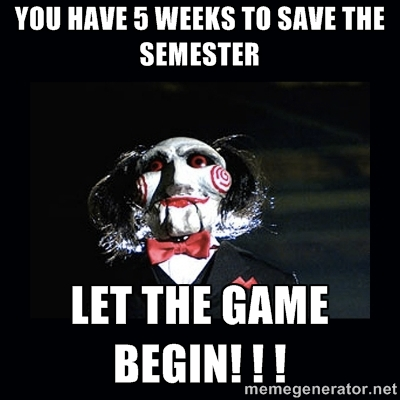 YOU HAVE 5 WEEKS TO SAVE THE
SEMESTER
LET THE GAME
BEGIN! ! !
memegenerator.net